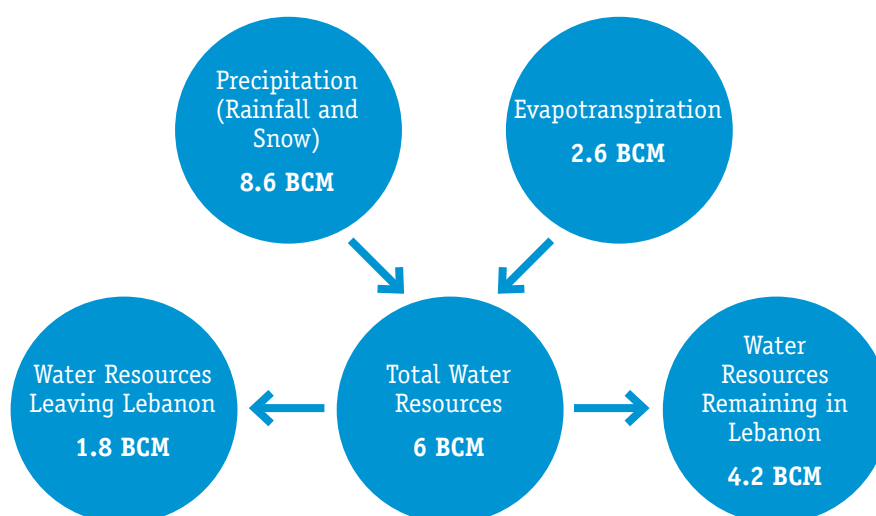 Precipitation
(Rainfall and
Snow)
8.6 BCM
Evapotranspiration
2.6 BCM
Water Resources
Leaving Lebanon
1.8 BCM
Total Water
Resources
6 BCM
Water
Resources
Remaining in
Lebanon
4.2 BCM